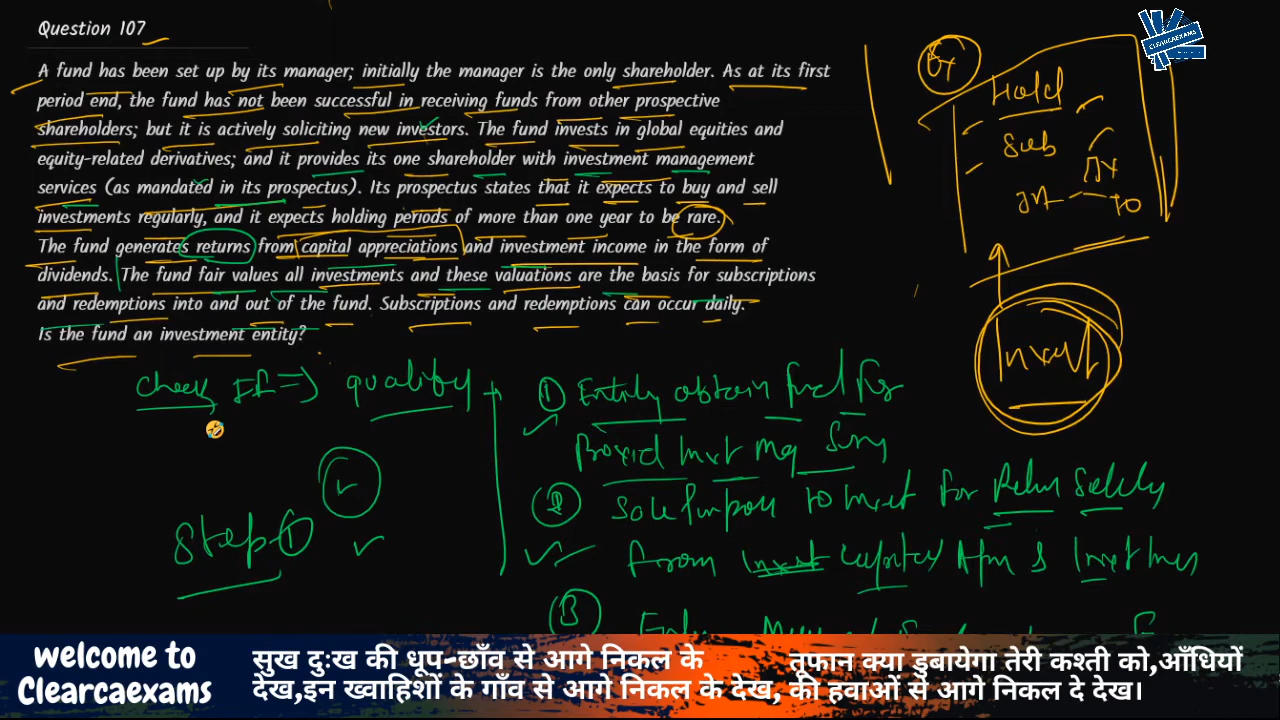 Question 107
CLEARCAEXAMS
A fund has been set up by its manager; initially the manager is the only shareholder. As at its first
period end, the fund has not been successful in receiving funds from other prospective
shareholders; but it is actively soliciting new investors. The fund invests in global equities and
equity-related derivatives; and it provides its one shareholder with investment management
services (as mandated in its prospectus). Its prospectus states that it expects to buy and sell
investments regularly, and it expects holding periods of more than one year to be rare.
The fund generates returns from capital appreciations and investment income in the form of
dividends. The fund fair values all investments and these valuations are the basis for subscriptions
and redemptions into and out of the fund. Subscriptions and redemptions can occur daily.
Is the fund an investment entity?
Hold
Sub
Invest
check If => qualify
① Entity obtain fund for
Provid Invt Mag
Sole Purpose to Invest for Return Solely
Step ①
from capital
welcome to
Clearcaexams
सुख दुःख की धूप-छाँव से आगे निकल के
देख,इन ख्वाहिशों के गाँव से आगे निकल के देख,
तूफान क्या डुबायेगा तेरी कश्ती को,आँधियों
की हवाओं से आगे निकल दे देख।